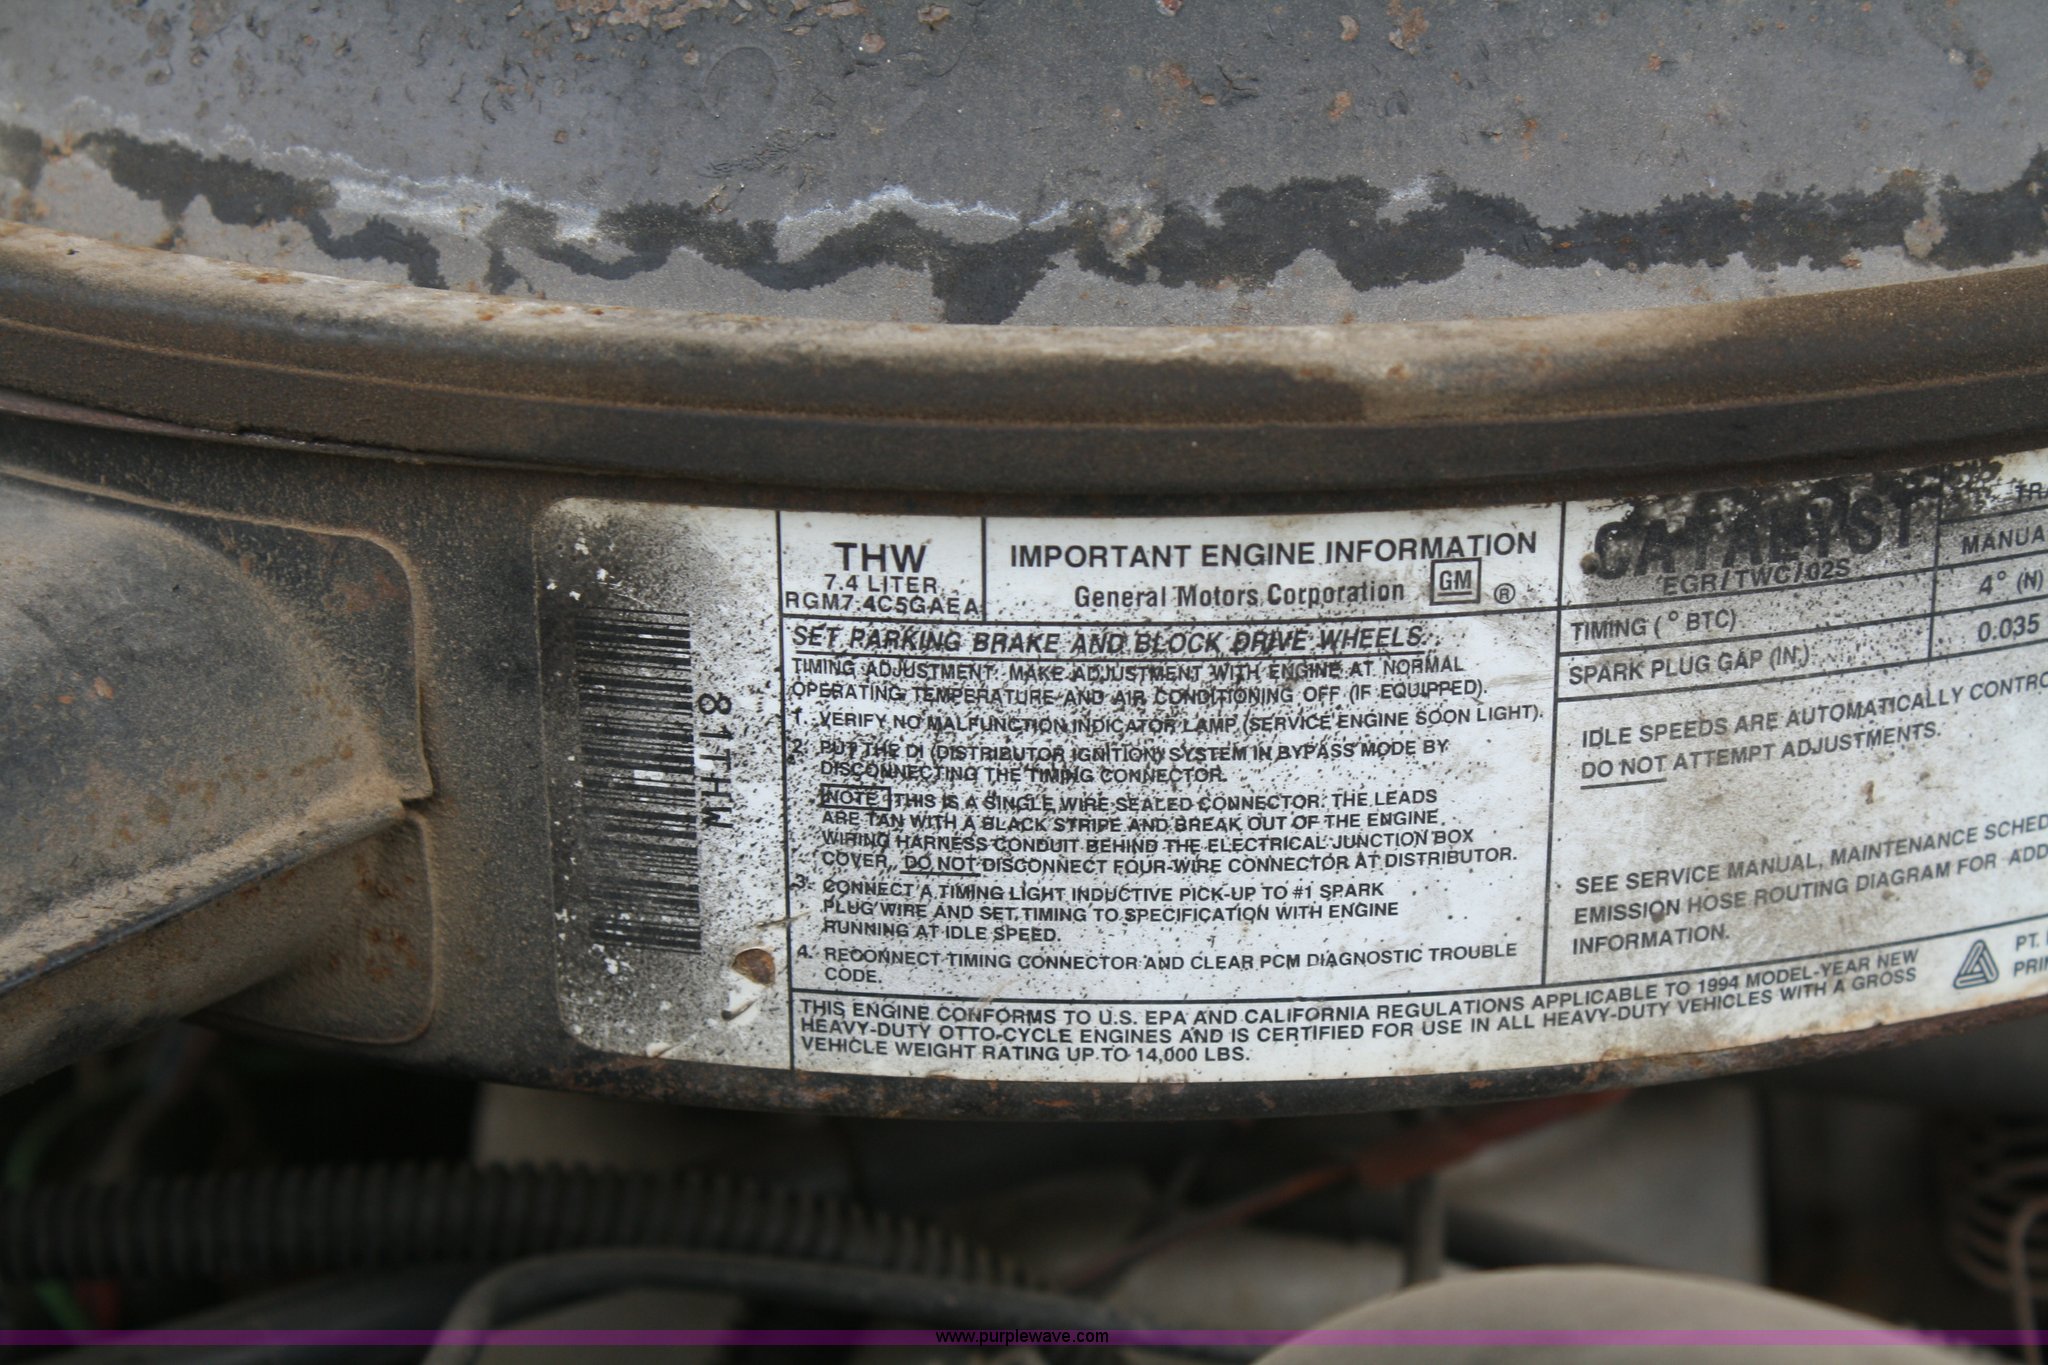 THW
7.4 LITER
RGM7.4C5GAEA
IMPORTANT ENGINE INFORMATION
General Motors Corporation GM ®
81THW
SET PARKING BRAKE AND BLOCK DRIVE WHEELS.
TIMING ADJUSTMENT: MAKE ADJUSTMENT WITH ENGINE AT NORMAL
OPERATING TEMPERATURE AND AIR CONDITIONING OFF (IF EQUIPPED).
1. VERIFY NO MALFUNCTION INDICATOR LAMP (SERVICE ENGINE SOON LIGHT).
2. PUT THE DI (DISTRIBUTOR IGNITION) SYSTEM IN BYPASS MODE BY
DISCONNECTING THE TIMING CONNECTOR.
NOTE: THIS IS A SINGLE WIRE SEALED CONNECTOR. THE LEADS
ARE TAN WITH A BLACK STRIPE AND BREAK OUT OF THE ENGINE
WIRING HARNESS CONDUIT BEHIND THE ELECTRICAL JUNCTION BOX
COVER. DO NOT DISCONNECT FOUR-WIRE CONNECTOR AT DISTRIBUTOR.
3. CONNECT A TIMING LIGHT INDUCTIVE PICK-UP TO #1 SPARK
PLUG WIRE AND SET TIMING TO SPECIFICATION WITH ENGINE
RUNNING AT IDLE SPEED.
4. RECONNECT TIMING CONNECTOR AND CLEAR PCM DIAGNOSTIC TROUBLE
CODE.
CATALYST
EGR/TWC/02S
TRA
MANUA
TIMING (° BTC)
4° (N)
SPARK PLUG GAP (IN.)
0.035
IDLE SPEEDS ARE AUTOMATICALLY CONTRO
DO NOT ATTEMPT ADJUSTMENTS.
SEE SERVICE MANUAL, MAINTENANCE SCHED
EMISSION HOSE ROUTING DIAGRAM FOR ADD
INFORMATION.
THIS ENGINE CONFORMS TO U.S. EPA AND CALIFORNIA REGULATIONS APPLICABLE TO 1994 MODEL-YEAR NEW
HEAVY-DUTY OTTO-CYCLE ENGINES AND IS CERTIFIED FOR USE IN ALL HEAVY-DUTY VEHICLES WITH A GROSS
VEHICLE WEIGHT RATING UP TO 14,000 LBS.
PT.
PRI
www.purplewave.com